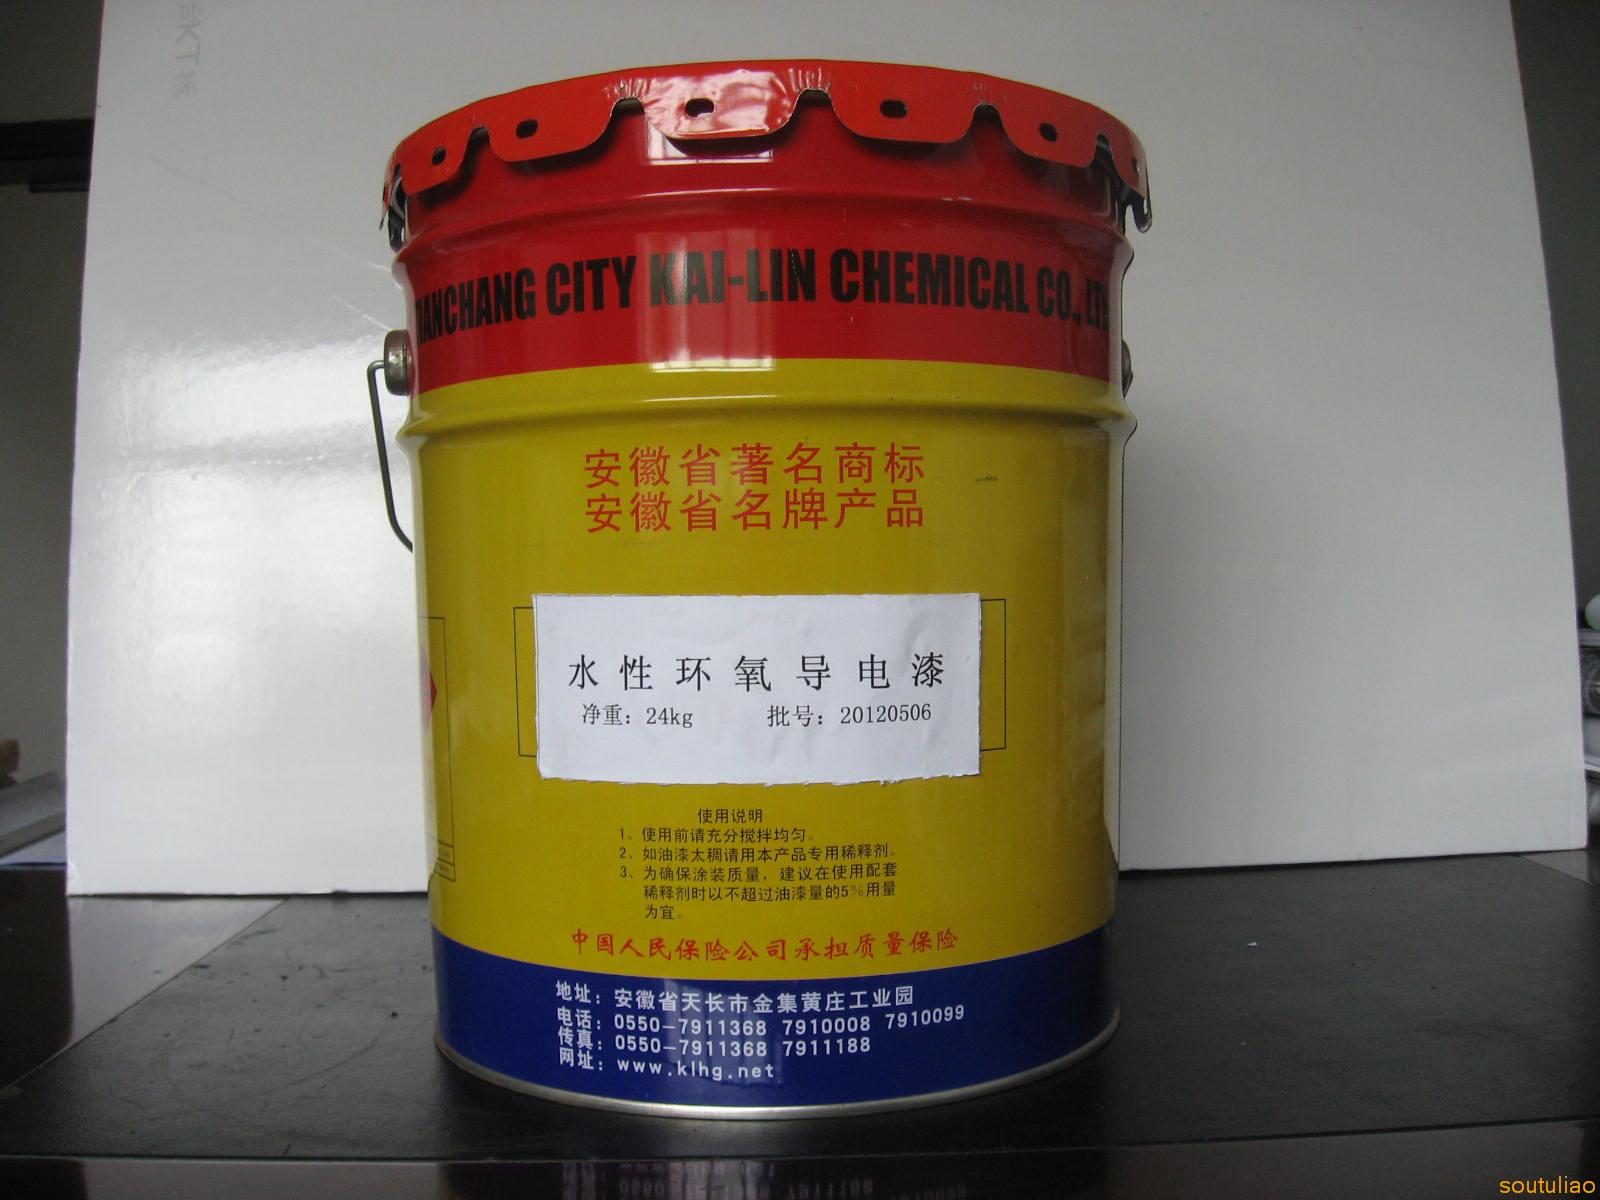 TIANCHANG CITY KAI-LIN CHEMICAL CO., LTD
安徽省著名商标
安徽省名牌产品
水性环氧导电漆
净重：24kg 批号：20120506
使用说明
1、使用前请充分搅拌均匀。
2、如油漆太稠请用本产品专用稀释剂。
3、为确保涂装质量，建议在使用配套
稀释剂时以不超过油漆量的5%用量
为宜。
中国人民保险公司承担质量保险
地址：安徽省天长市金集黄庄工业园
电话：0550-7911368 7910008 7910099
传真：0550-7911368 7911188
网址：www.klhg.net
soutuliao